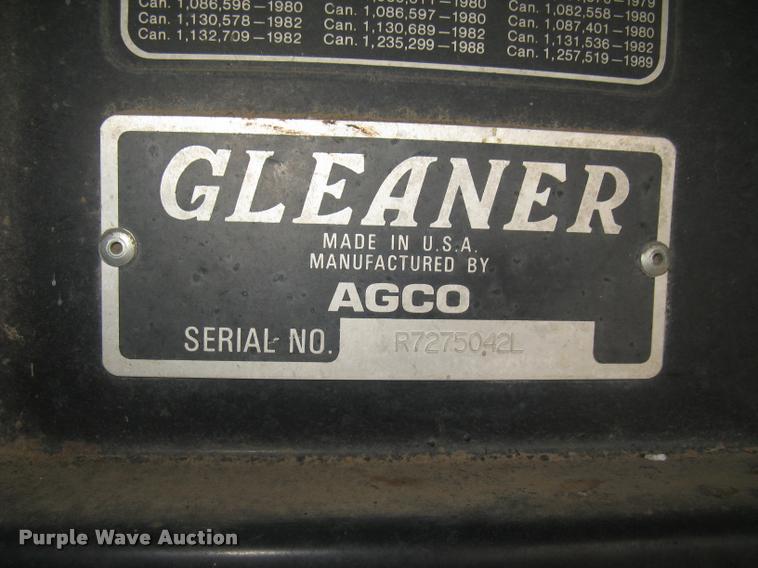 Can. 1,086,596—1980 Can. 1,086,597—1980 Can. 1,082,558—1980
Can. 1,130,578—1982 Can. 1,130,689—1982 Can. 1,087,401—1980
Can. 1,132,709—1982 Can. 1,235,299—1988 Can. 1,131,536—1982
Can. 1,257,519—1989
GLEANER
MADE IN U.S.A.
MANUFACTURED BY
AGCO
SERIAL NO. R7275042L
Purple Wave Auction